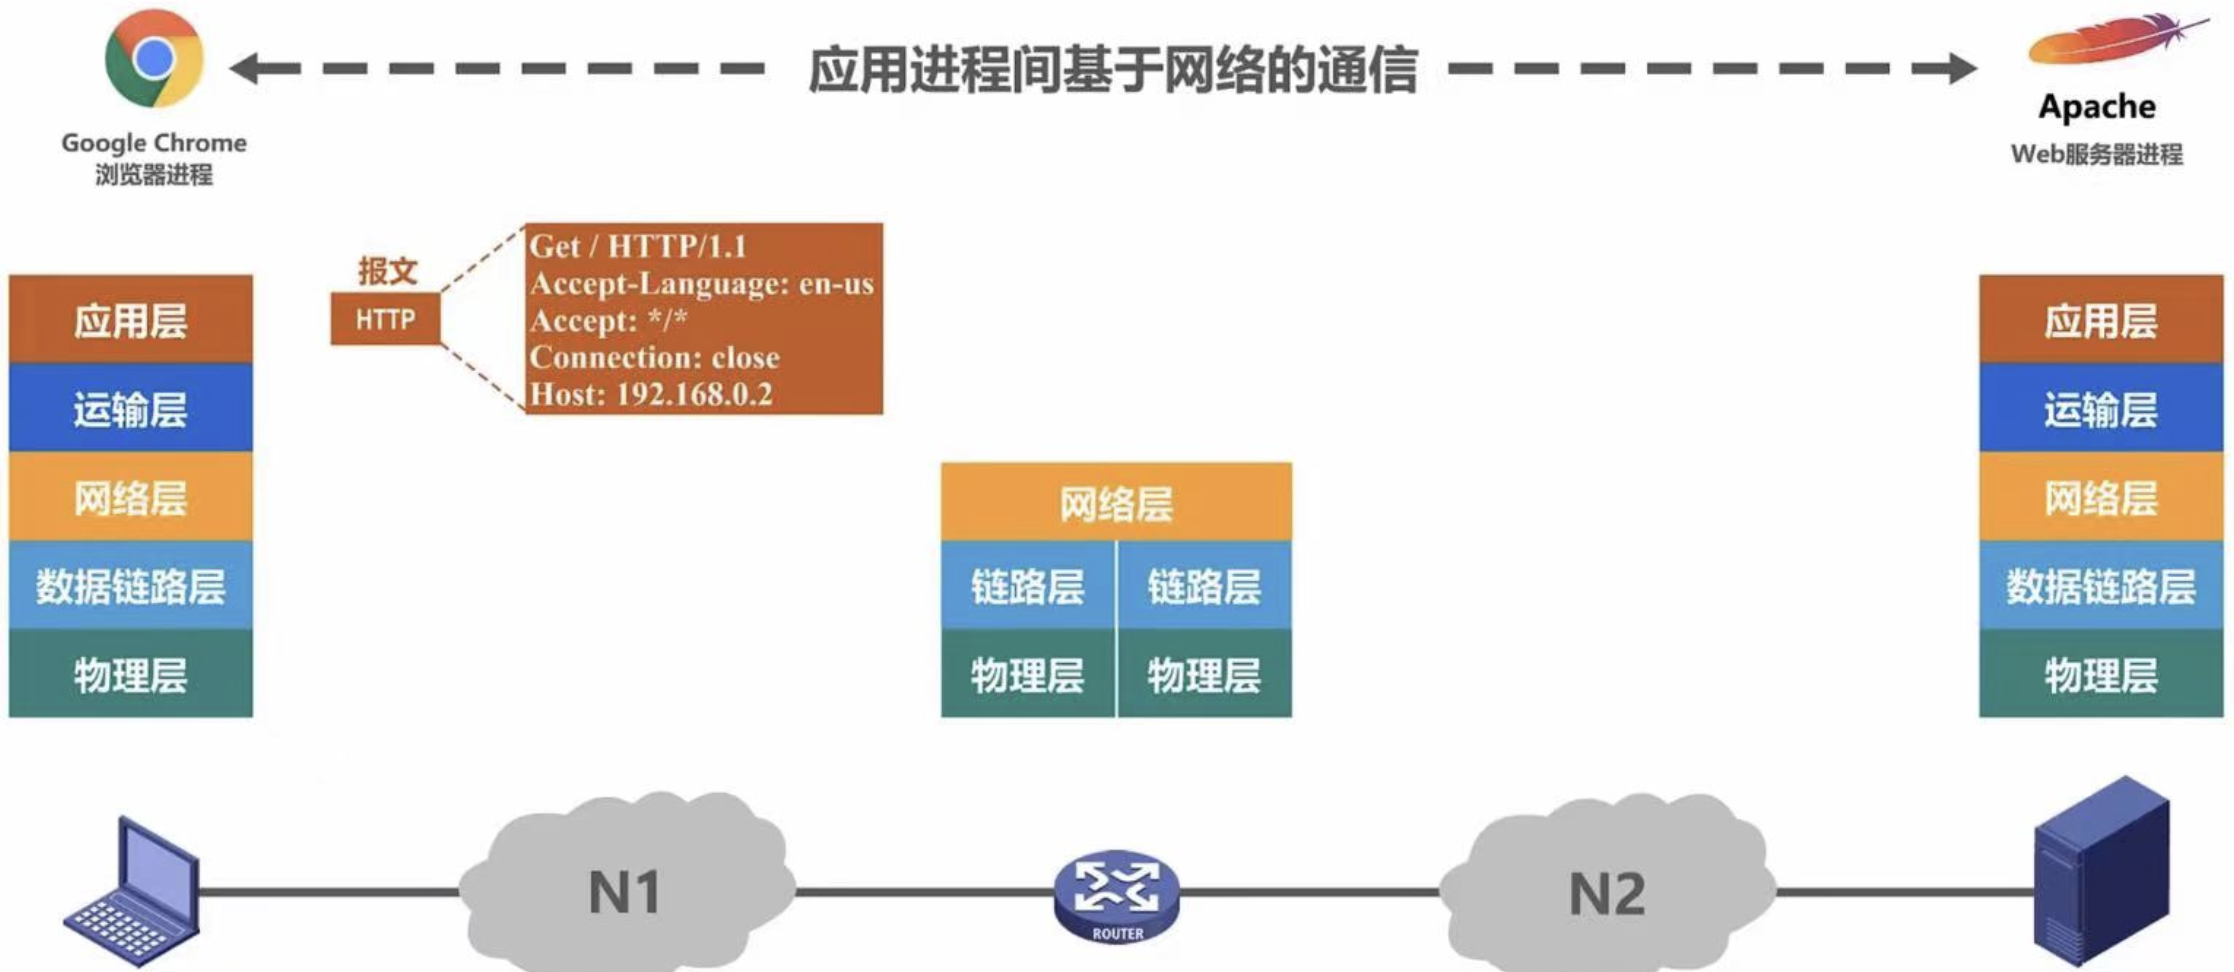 应用进程间基于网络的通信
Google Chrome
浏览器进程
Apache
Web服务器进程
报文
HTTP
Get / HTTP/1.1
Accept-Language: en-us
Accept: */*
Connection: close
Host: 192.168.0.2
应用层
运输层
网络层
数据链路层
物理层
网络层
链路层 链路层
物理层 物理层
应用层
运输层
网络层
数据链路层
物理层
N1
ROUTER
N2